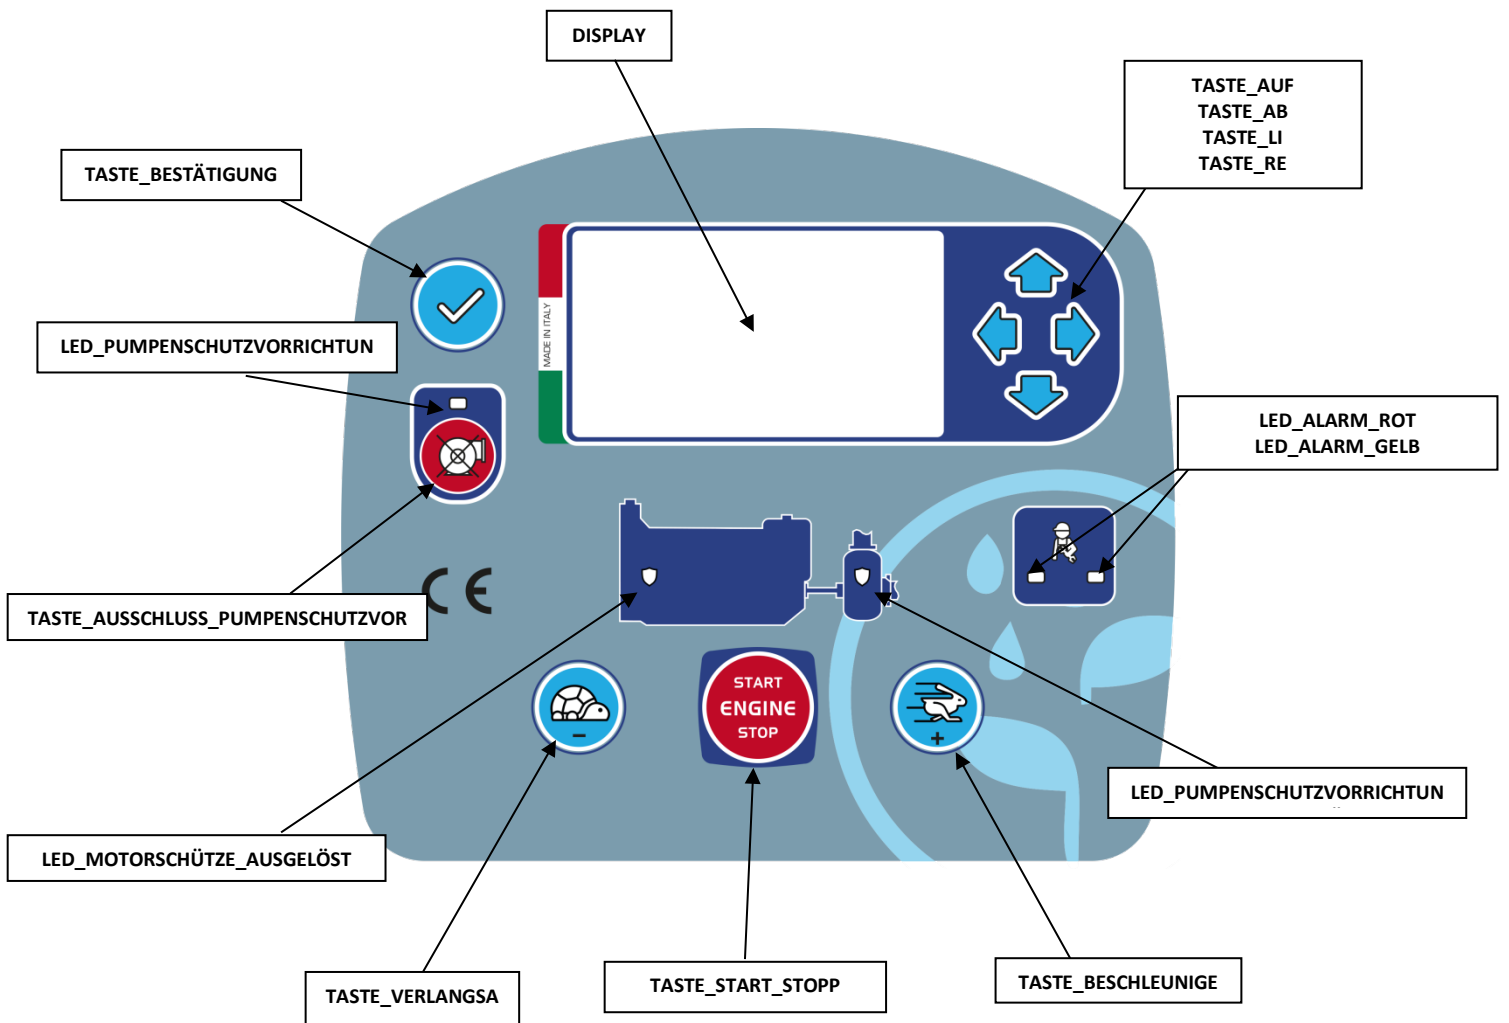 DISPLAY
TASTE_AUF
TASTE_AB
TASTE_LI
TASTE_RE
TASTE_BESTÄTIGUNG
MADE IN ITALY
LED_PUMPENSCHUTZVORRICHTUN
LED_ALARM_ROT
LED_ALARM_GELB
CE
TASTE_AUSSCHLUSS_PUMPENSCHUTZVOR
START
ENGINE
STOP
−
+
LED_PUMPENSCHUTZVORRICHTUN
LED_MOTORSCHÜTZE_AUSGELÖST
TASTE_VERLANGSA
TASTE_START_STOPP
TASTE_BESCHLEUNIGE